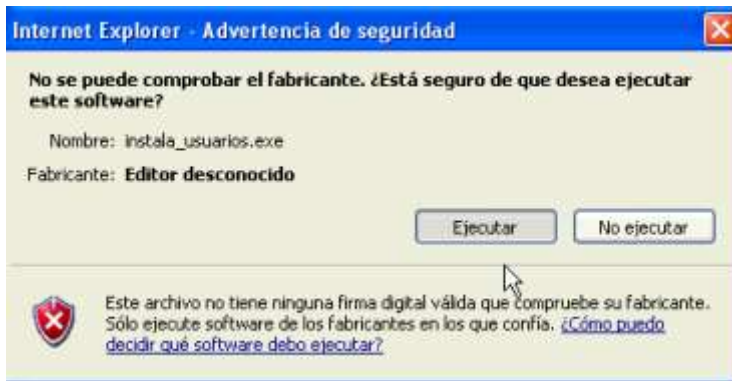 Internet Explorer - Advertencia de seguridad
No se puede comprobar el fabricante. ¿Está seguro de que desea ejecutar
este software?
Nombre: instala_usuarios.exe
Fabricante: Editor desconocido
Ejecutar No ejecutar
Este archivo no tiene ninguna firma digital válida que compruebe su fabricante.
Sólo ejecute software de los fabricantes en los que confía. ¿Cómo puedo
decidir qué software debo ejecutar?